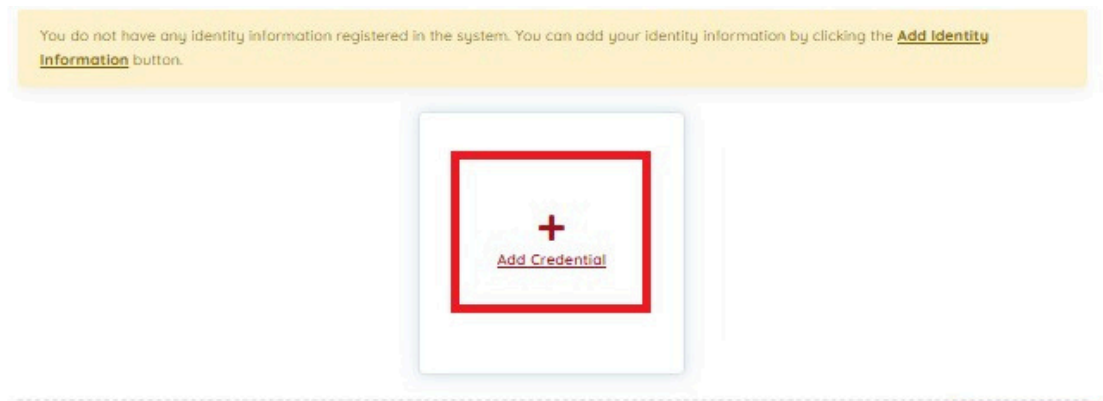 You do not have any identity information registered in the system. You can add your identity information by clicking the Add Identity
Information button.
+
Add Credential